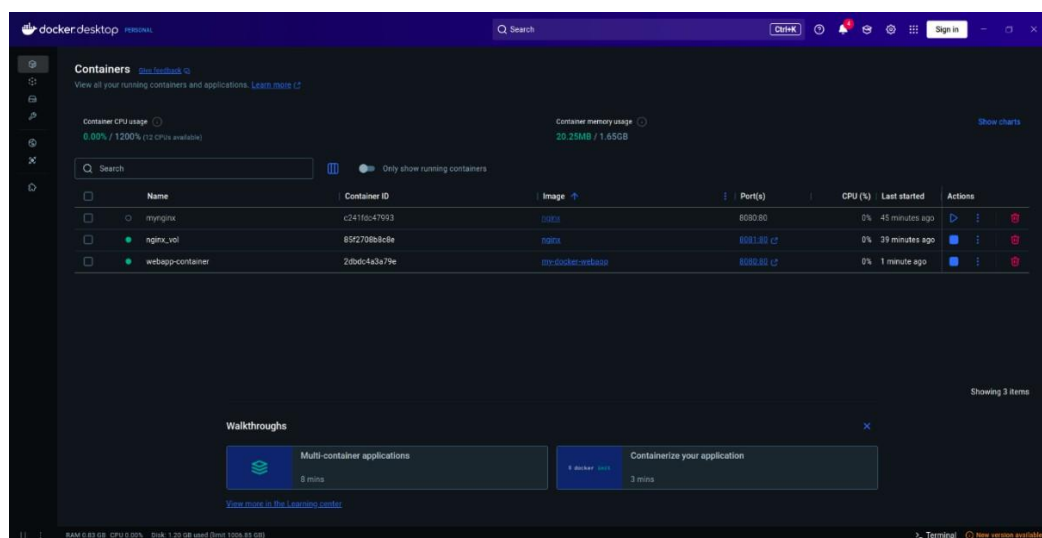 docker.desktop PERSONAL
Search
Ctrl+K
4
Sign in
Containers Give feedback
View all your running containers and applications. Learn more
Container CPU usage
0.00% / 1200% (12 CPUs available)
Container memory usage
20.25MB / 1.65GB
Show charts
Search
Only show running containers
Name Container ID Image Port(s) CPU (%) Last started Actions
mynginx c241fdc47993 nginx 8080:80 0% 45 minutes ago
nginx_vol 85f2708b8c8e nginx 8081:80 0% 39 minutes ago
webapp-container 2dbdc4a3a79e my-docker-webapp 8080:80 0% 1 minute ago
Showing 3 items
Walkthroughs
Multi-container applications
8 mins
$ docker init
Containerize your application
3 mins
View more in the Learning center
RAM 0.83 GB CPU 0.00% Disk: 1.20 GB used (limit 1006.85 GB)
>_ Terminal
New version available